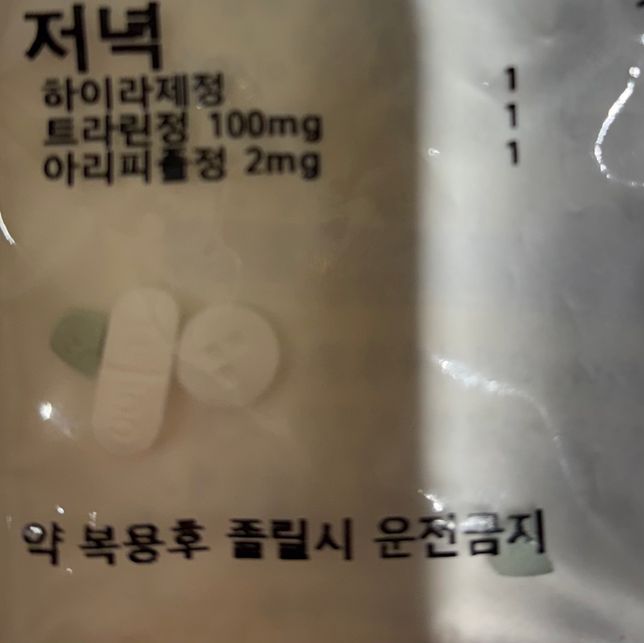 저녁
하이라제정 1
트라린정 100mg 1
아리피졸정 2mg 1
약 복용후 졸릴시 운전금지